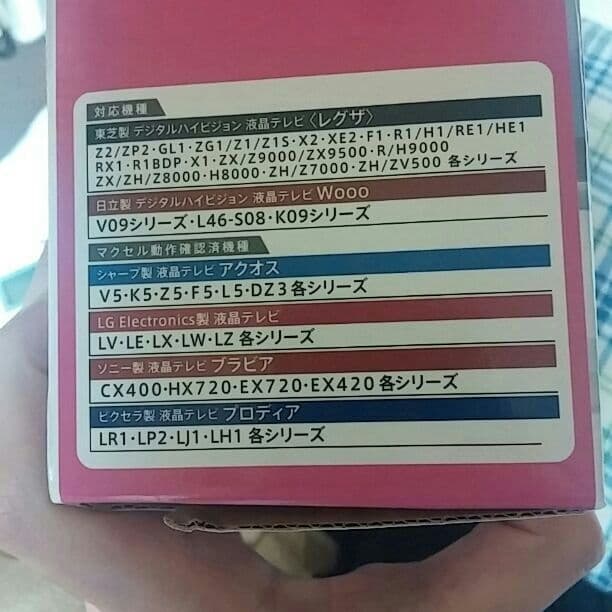 対応機種
東芝製 デジタルハイビジョン 液晶テレビ〈レグザ〉
Z2/ZP2・GL1・ZG1/Z1/Z1S・X2・XE2・F1・R1/H1/RE1/HE1
RX1・R1BDP・X1・ZX/Z9000/ZX9500・R/H9000
ZX/ZH/Z8000・H8000・ZH/Z7000・ZH/ZV500 各シリーズ
日立製 デジタルハイビジョン 液晶テレビ Wooo
V09シリーズ・L46-S08・K09シリーズ
マクセル動作確認済機種
シャープ製 液晶テレビ アクオス
V5・K5・Z5・F5・L5・DZ3各シリーズ
LG Electronics製 液晶テレビ
LV・LE・LX・LW・LZ 各シリーズ
ソニー製 液晶テレビ ブラビア
CX400・HX720・EX720・EX420各シリーズ
ピクセラ製 液晶テレビ プロディア
LR1・LP2・LJ1・LH1 各シリーズ